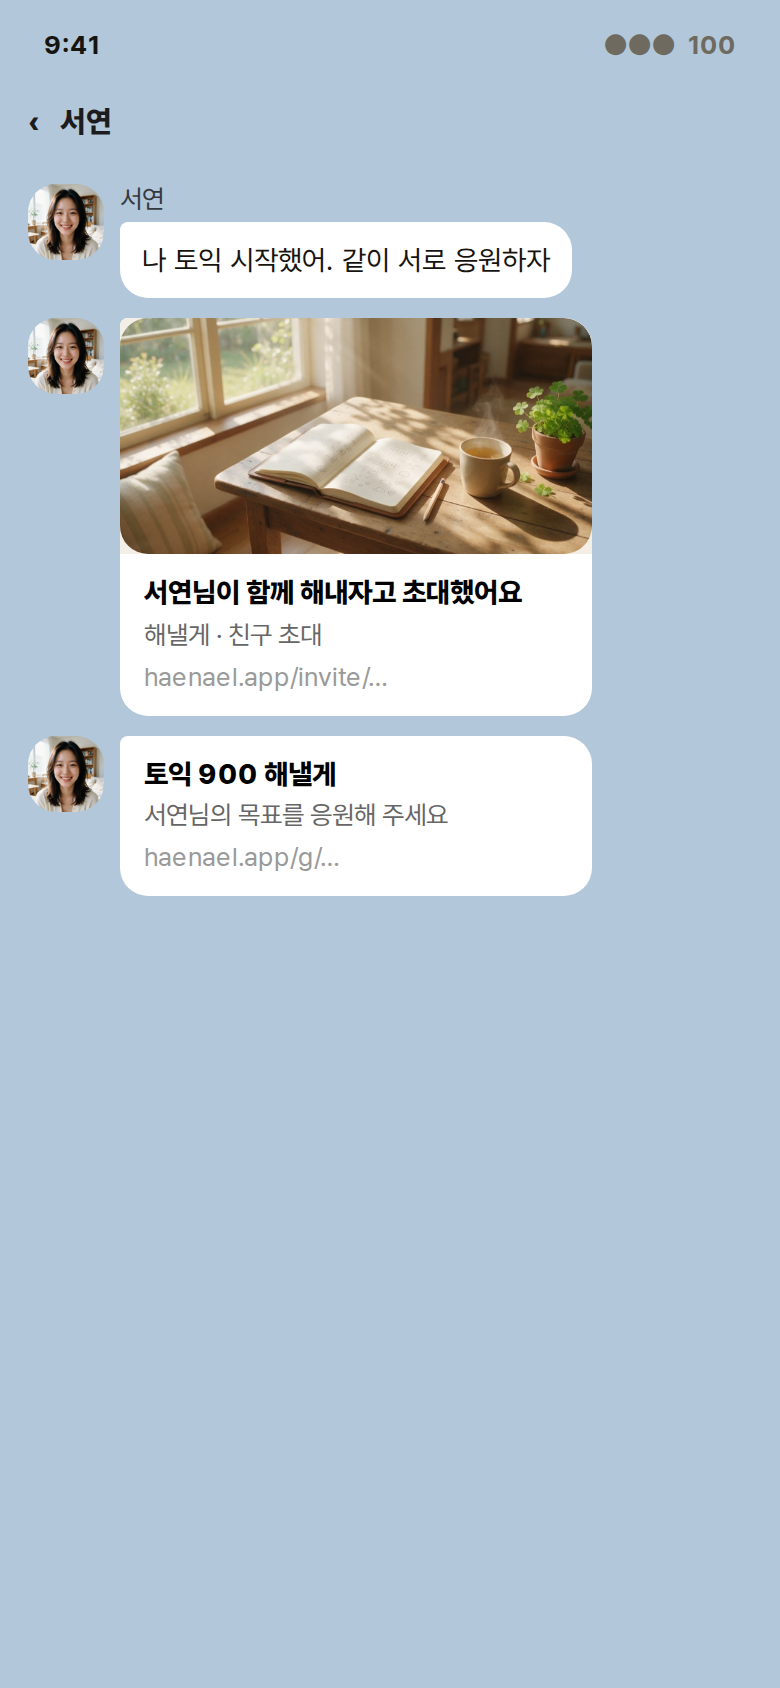 9:41
100
‹ 서연
서연
나 토익 시작했어. 같이 서로 응원하자
서연님이 함께 해내자고 초대했어요
해낼게 · 친구 초대
haenael.app/invite/...
토익 900 해낼게
서연님의 목표를 응원해 주세요
haenael.app/g/...